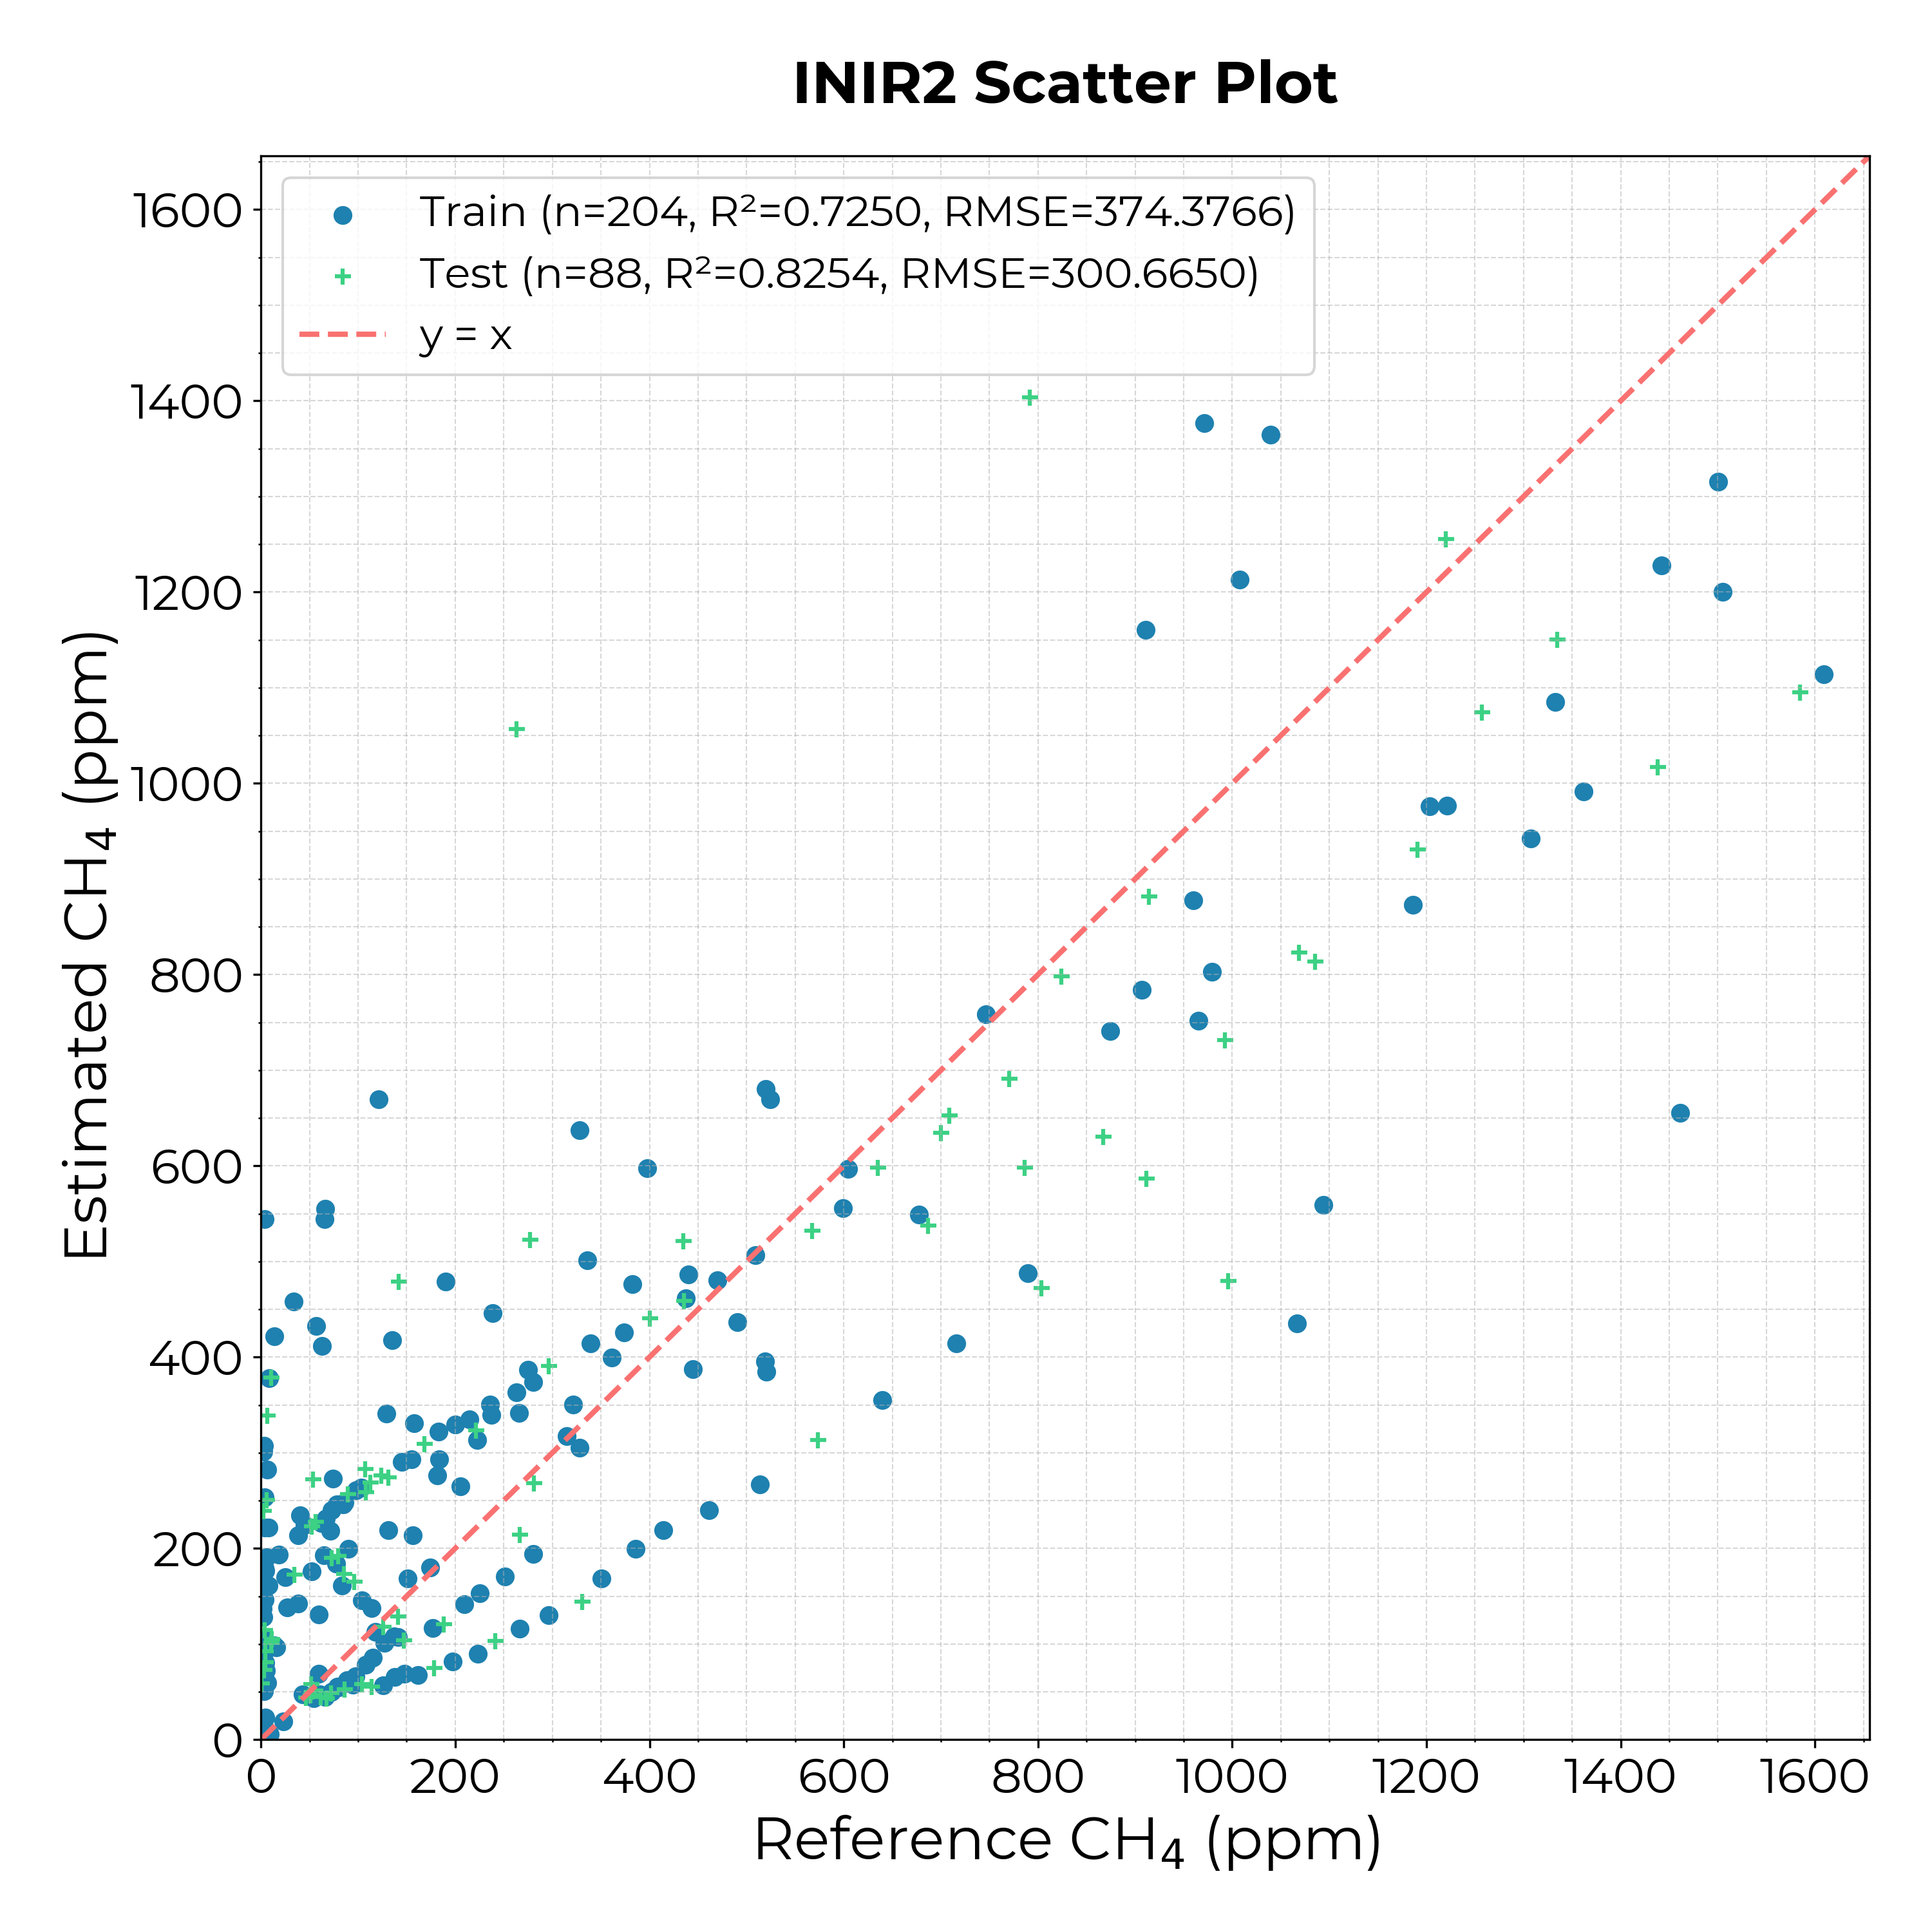 INIR2 Scatter Plot
Train (n=204, R²=0.7250, RMSE=374.3766)
Test (n=88, R²=0.8254, RMSE=300.6650)
y = x
Estimated CH₄ (ppm)
1600
1400
1200
1000
800
600
400
200
0
0 200 400 600 800 1000 1200 1400 1600
Reference CH₄ (ppm)